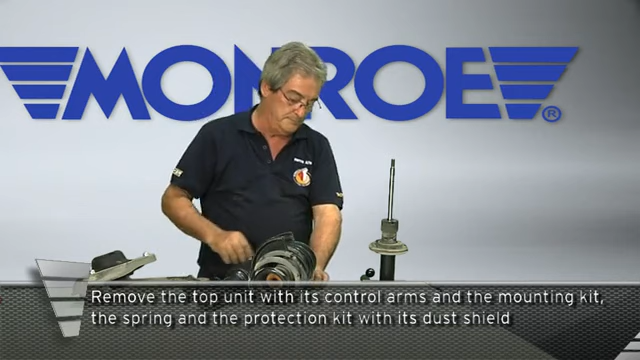 MONROE®
Remove the top unit with its control arms and the mounting kit,
the spring and the protection kit with its dust shield